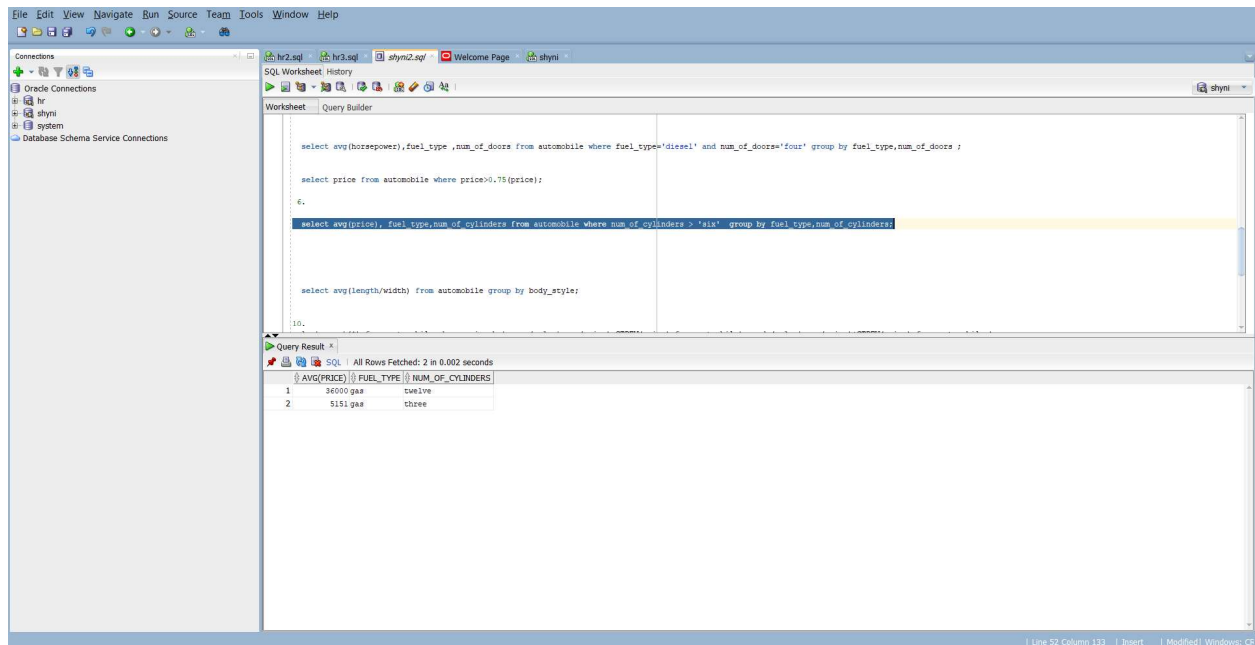 File Edit View Navigate Run Source Team Tools Window Help
Connections
hr2.sql hr3.sql shyni2.sql Welcome Page shyni
SQL Worksheet History
shyni
Oracle Connections
hr
shyni
system
Database Schema Service Connections
Worksheet Query Builder
select avg(horsepower),fuel_type ,num_of_doors from automobile where fuel_type='diesel' and num_of_doors='four' group by fuel_type,num_of_doors ;
select price from automobile where price>0.75(price);
6.
select avg(price), fuel_type,num_of_cylinders from automobile where num_of_cylinders > 'six' group by fuel_type,num_of_cylinders;
select avg(length/width) from automobile group by body_style;
10.
Query Result x
SQL | All Rows Fetched: 2 in 0.002 seconds
AVG(PRICE) FUEL_TYPE NUM_OF_CYLINDERS
1 36000 gas twelve
2 5151 gas three
| Line 52 Column 133 | Insert | Modified| Windows: CR